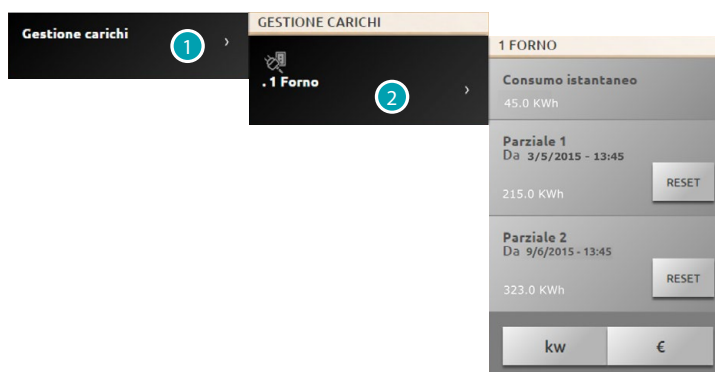 Gestione carichi
1
›
GESTIONE CARICHI
.1 Forno
2
›
1 FORNO
Consumo istantaneo
45.0 KWh
Parziale 1
Da 3/5/2015 - 13:45
215.0 KWh
RESET
Parziale 2
Da 9/6/2015 - 13:45
323.0 KWh
RESET
kw
€